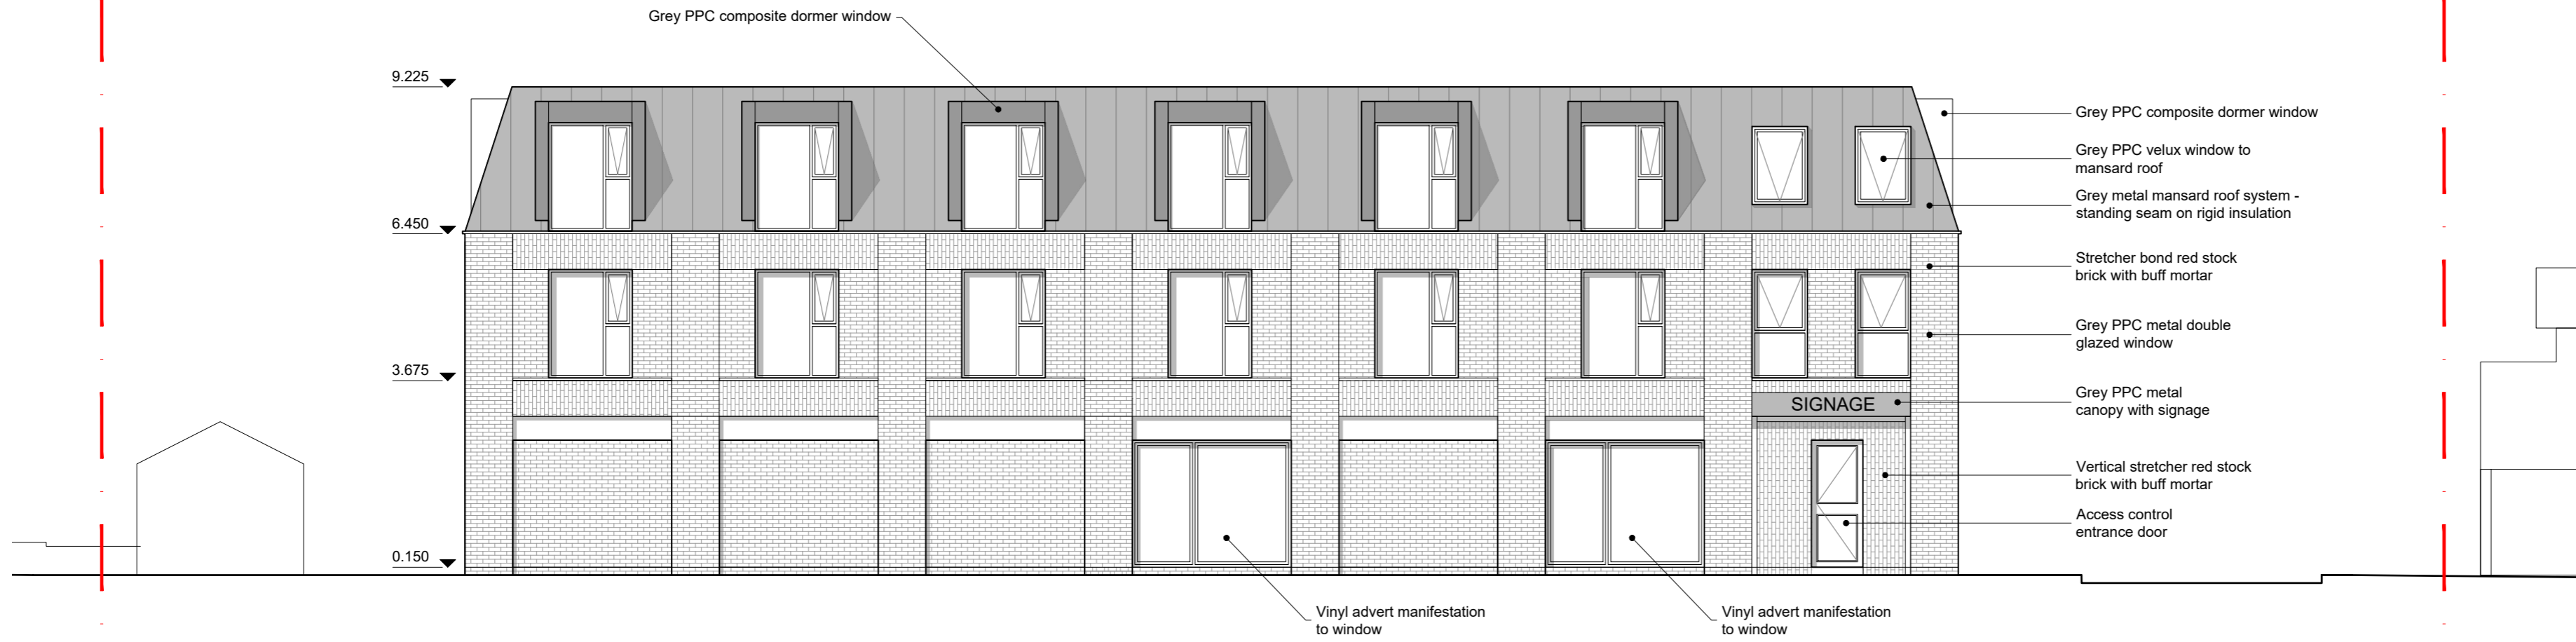 Grey PPC composite dormer window
9.225
Grey PPC composite dormer window
Grey PPC velux window to
mansard roof
Grey metal mansard roof system -
standing seam on rigid insulation
6.450
Stretcher bond red stock
brick with buff mortar
Grey PPC metal double
glazed window
3.675
Grey PPC metal
canopy with signage
SIGNAGE
Vertical stretcher red stock
brick with buff mortar
Access control
entrance door
0.150
Vinyl advert manifestation
to window
Vinyl advert manifestation
to window